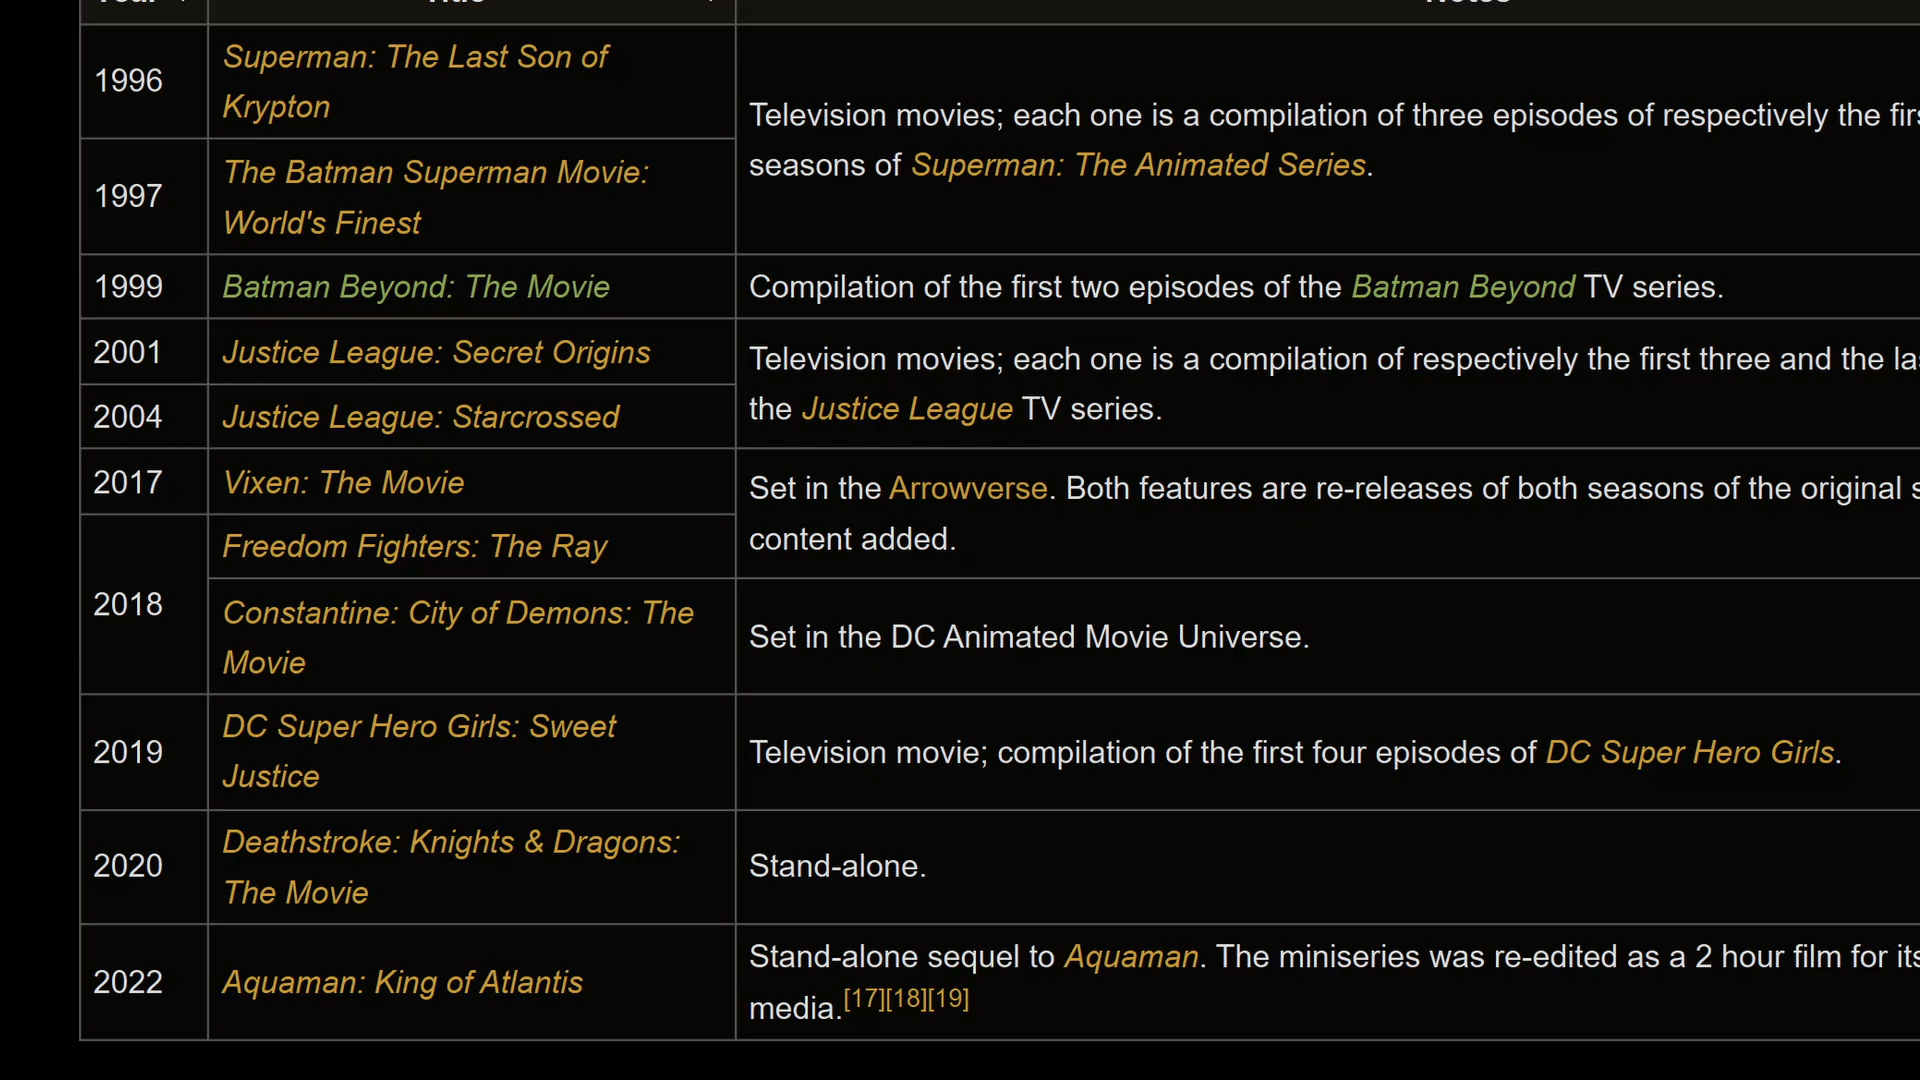 1996
Superman: The Last Son of
Krypton
Television movies; each one is a compilation of three episodes of respectively the
seasons of Superman: The Animated Series.
1997
The Batman Superman Movie:
World's Finest
1999
Batman Beyond: The Movie
Compilation of the first two episodes of the Batman Beyond TV series.
2001
Justice League: Secret Origins
Television movies; each one is a compilation of respectively the first three and the
the Justice League TV series.
2004
Justice League: Starcrossed
2017
Vixen: The Movie
Set in the Arrowverse. Both features are re-releases of both seasons of the original
content added.
2018
Freedom Fighters: The Ray
Constantine: City of Demons: The
Movie
Set in the DC Animated Movie Universe.
2019
DC Super Hero Girls: Sweet
Justice
Television movie; compilation of the first four episodes of DC Super Hero Girls.
2020
Deathstroke: Knights & Dragons:
The Movie
Stand-alone.
2022
Aquaman: King of Atlantis
Stand-alone sequel to Aquaman. The miniseries was re-edited as a 2 hour film for
media.[17][18][19]